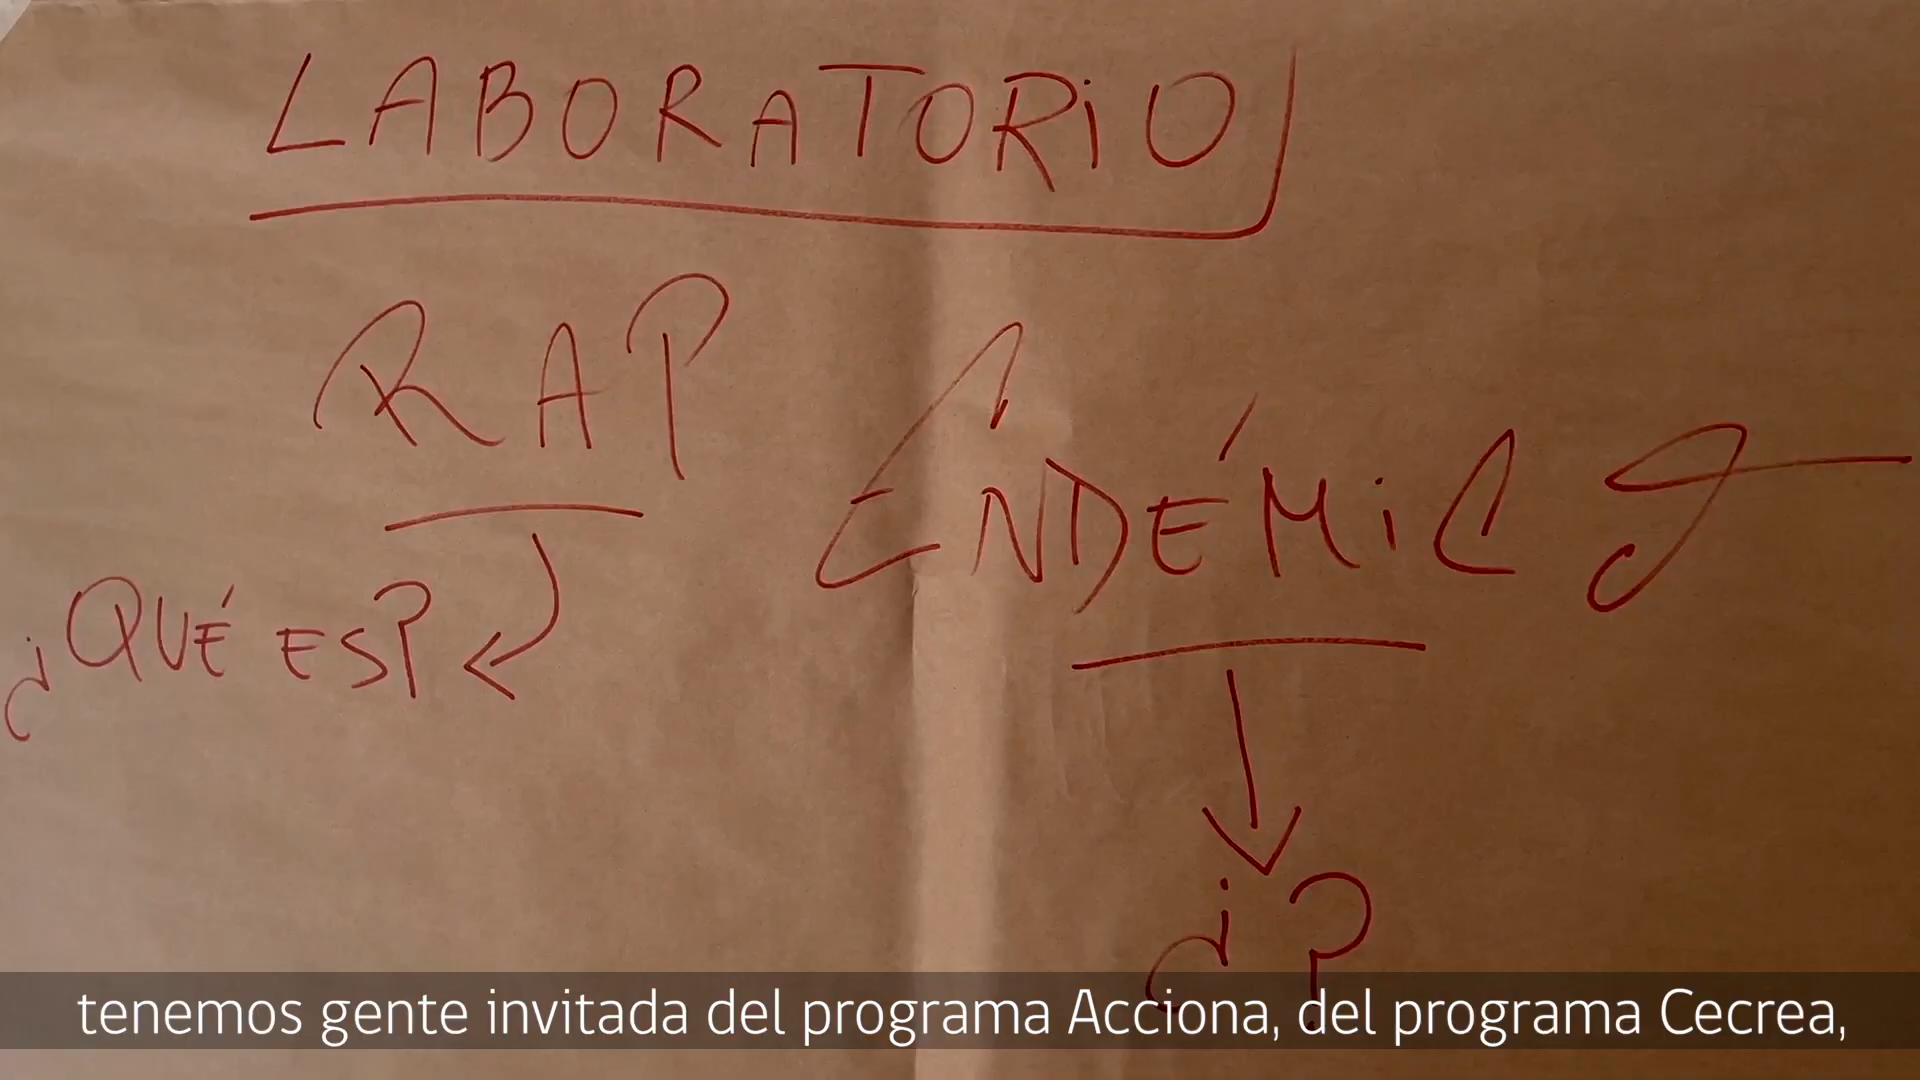 LABORATORIO
RAP ENDÉMICO
¿QUÉ ES?
¿?
tenemos gente invitada del programa Acciona, del programa Cecrea,